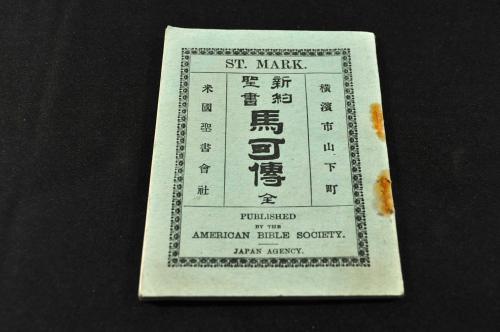 ST. MARK.
橫濱市山下町
新約
聖書
馬可傳
全
米國聖書會社
PUBLISHED
BY THE
AMERICAN BIBLE SOCIETY.
JAPAN AGENCY.